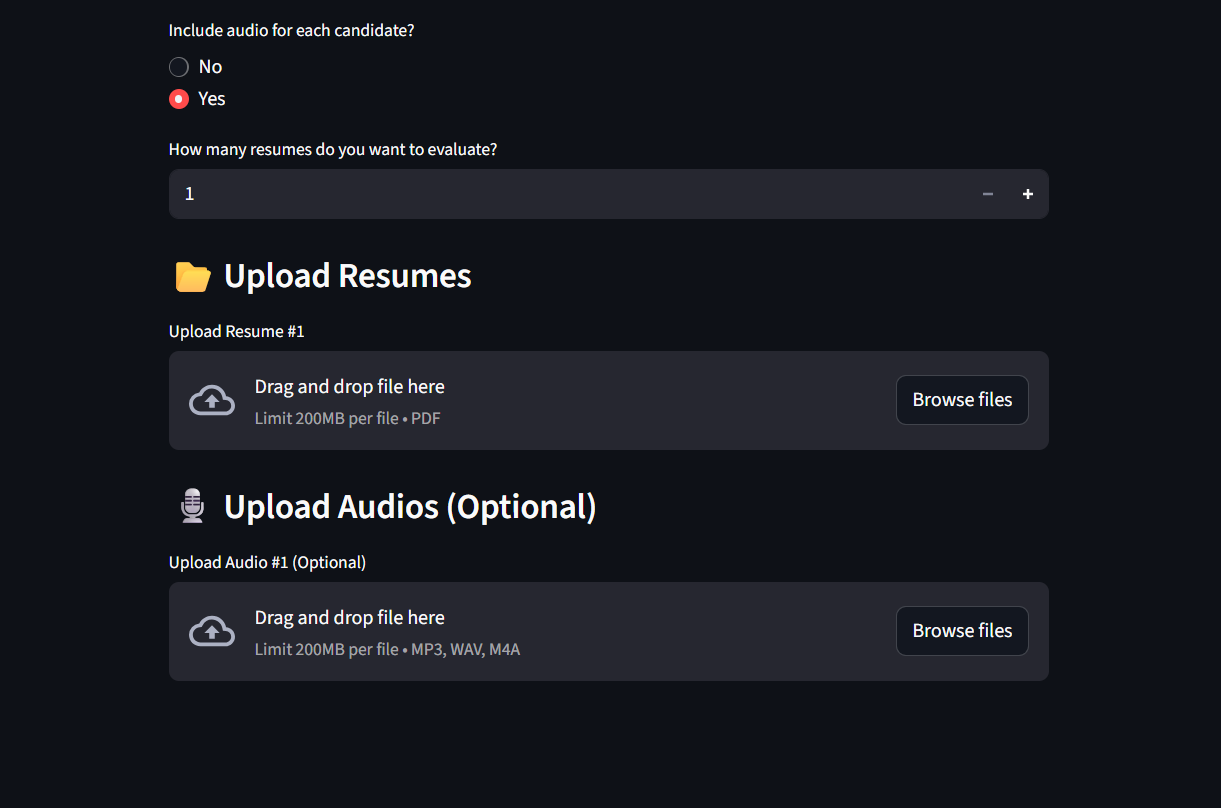 Include audio for each candidate?
No
Yes
How many resumes do you want to evaluate?
1
Upload Resumes
Upload Resume #1
Drag and drop file here
Limit 200MB per file • PDF
Browse files
Upload Audios (Optional)
Upload Audio #1 (Optional)
Drag and drop file here
Limit 200MB per file • MP3, WAV, M4A
Browse files